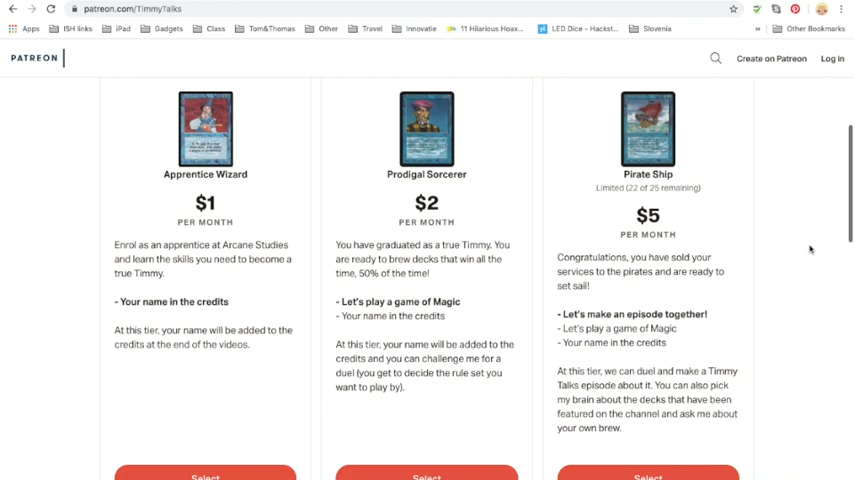 patreon.com/TimmyTalks
Apps ISH links iPad Gadgets Class Tom&Thomas Other Travel Innovatie 11 Hilarious Hoax... LED Dice - Hackst... Slovenia » Other Bookmarks
PATREON Create on Patreon Log in
Apprentice Wizard
$1
PER MONTH
Enrol as an apprentice at Arcane Studies
and learn the skills you need to become a
true Timmy.
- Your name in the credits
At this tier, your name will be added to the
credits at the end of the videos.
Select
Prodigal Sorcerer
$2
PER MONTH
You have graduated as a true Timmy. You
are ready to brew decks that win all the
time, 50% of the time!
- Let's play a game of Magic
- Your name in the credits
At this tier, your name will be added to the
credits and you can challenge me for a
duel (you get to decide the rule set you
want to play by).
Select
Pirate Ship
Limited (22 of 25 remaining)
$5
PER MONTH
Congratulations, you have sold your
services to the pirates and are ready to
set sail!
- Let's make an episode together!
- Let's play a game of Magic
- Your name in the credits
At this tier, we can duel and make a Timmy
Talks episode about it. You can also pick
my brain about the decks that have been
featured on the channel and ask me about
your own brew.
Select